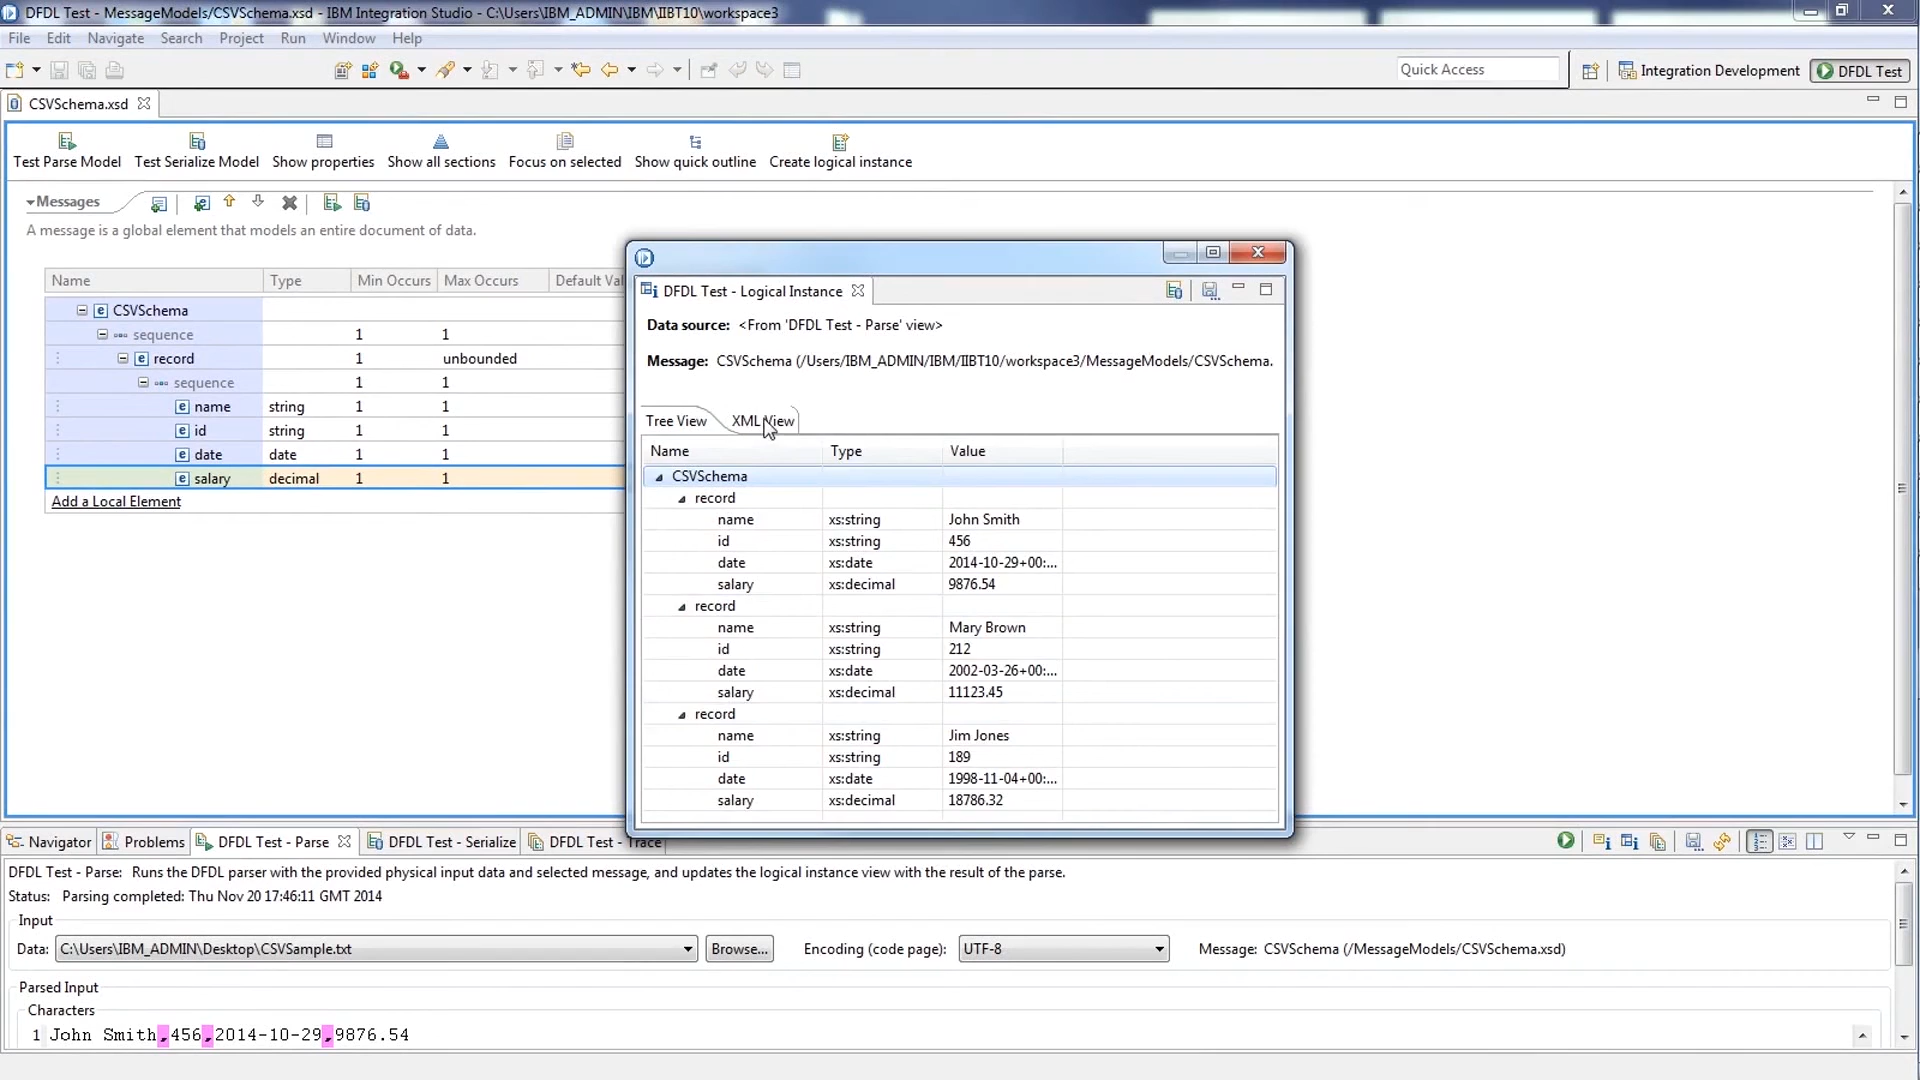 DFDL Test - MessageModels/CSVSchema.xsd - IBM Integration Studio - C:\Users\IBM_ADMIN\IBM\IIBT10\workspace3
File Edit Navigate Search Project Run Window Help
Quick Access Integration Development DFDL Test
CSVSchema.xsd
Test Parse Model Test Serialize Model Show properties Show all sections Focus on selected Show quick outline Create logical instance
Messages
A message is a global element that models an entire document of data.
Name Type Min Occurs Max Occurs Default Val
CSVSchema
sequence 1 1
record 1 unbounded
sequence 1 1
name string 1 1
id string 1 1
date date 1 1
salary decimal 1 1
Add a Local Element
DFDL Test - Logical Instance
Data source: <From 'DFDL Test - Parse' view>
Message: CSVSchema (/Users/IBM_ADMIN/IBM/IIBT10/workspace3/MessageModels/CSVSchema.
Tree View XML View
Name Type Value
CSVSchema
record
name xs:string John Smith
id xs:string 456
date xs:date 2014-10-29+00:...
salary xs:decimal 9876.54
record
name xs:string Mary Brown
id xs:string 212
date xs:date 2002-03-26+00:...
salary xs:decimal 11123.45
record
name xs:string Jim Jones
id xs:string 189
date xs:date 1998-11-04+00:...
salary xs:decimal 18786.32
Navigator Problems DFDL Test - Parse DFDL Test - Serialize DFDL Test - Trace
DFDL Test - Parse: Runs the DFDL parser with the provided physical input data and selected message, and updates the logical instance view with the result of the parse.
Status: Parsing completed: Thu Nov 20 17:46:11 GMT 2014
Input
Data: C:\Users\IBM_ADMIN\Desktop\CSVSample.txt Browse... Encoding (code page): UTF-8 Message: CSVSchema (/MessageModels/CSVSchema.xsd)
Parsed Input
Characters
1 John Smith,456,2014-10-29,9876.54